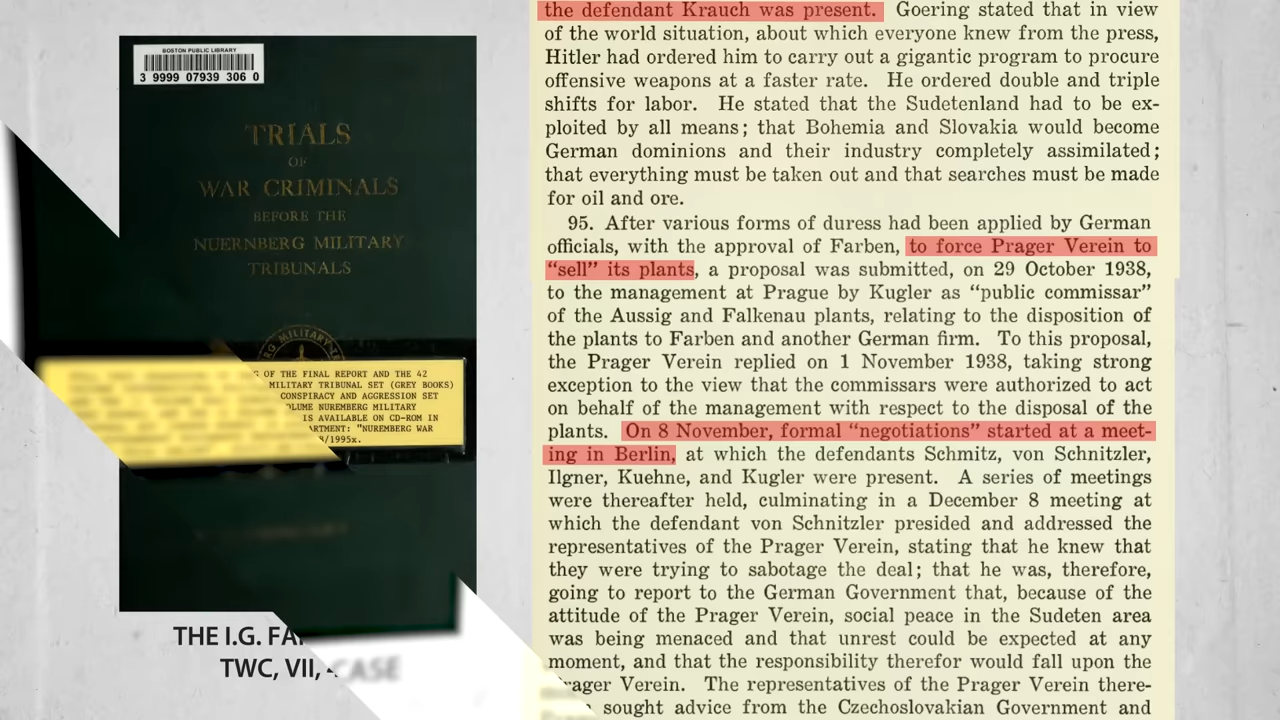 BOSTON PUBLIC LIBRARY
3 9999 07939 306 0
TRIALS
OF
WAR CRIMINALS
BEFORE THE
NUERNBERG MILITARY
TRIBUNALS
OF THE FINAL REPORT AND THE 42
MILITARY TRIBUNAL SET (GREY BOOKS)
CONSPIRACY AND AGGRESSION SET
NUREMBERG MILITARY
IS AVAILABLE ON CD-ROM IN
"NUREMBERG WAR
/1995x.
THE I.G.
TWC, VII,
CASE
the defendant Krauch was present. Goering stated that in view
of the world situation, about which everyone knew from the press,
Hitler had ordered him to carry out a gigantic program to procure
offensive weapons at a faster rate. He ordered double and triple
shifts for labor. He stated that the Sudetenland had to be ex-
ploited by all means; that Bohemia and Slovakia would become
German dominions and their industry completely assimilated;
that everything must be taken out and that searches must be made
for oil and ore.
95. After various forms of duress had been applied by German
officials, with the approval of Farben, to force Prager Verein to
“sell” its plants, a proposal was submitted, on 29 October 1938,
to the management at Prague by Kugler as “public commissar”
of the Aussig and Falkenau plants, relating to the disposition of
the plants to Farben and another German firm. To this proposal,
the Prager Verein replied on 1 November 1938, taking strong
exception to the view that the commissars were authorized to act
on behalf of the management with respect to the disposal of the
plants. On 8 November, formal “negotiations” started at a meet-
ing in Berlin, at which the defendants Schmitz, von Schnitzler,
Ilgner, Kuehne, and Kugler were present. A series of meetings
were thereafter held, culminating in a December 8 meeting at
which the defendant von Schnitzler presided and addressed the
representatives of the Prager Verein, stating that he knew that
they were trying to sabotage the deal; that he was, therefore,
going to report to the German Government that, because of the
attitude of the Prager Verein, social peace in the Sudeten area
was being menaced and that unrest could be expected at any
moment, and that the responsibility therefor would fall upon the
Prager Verein. The representatives of the Prager Verein there-
sought advice from the Czechoslovakian Government and